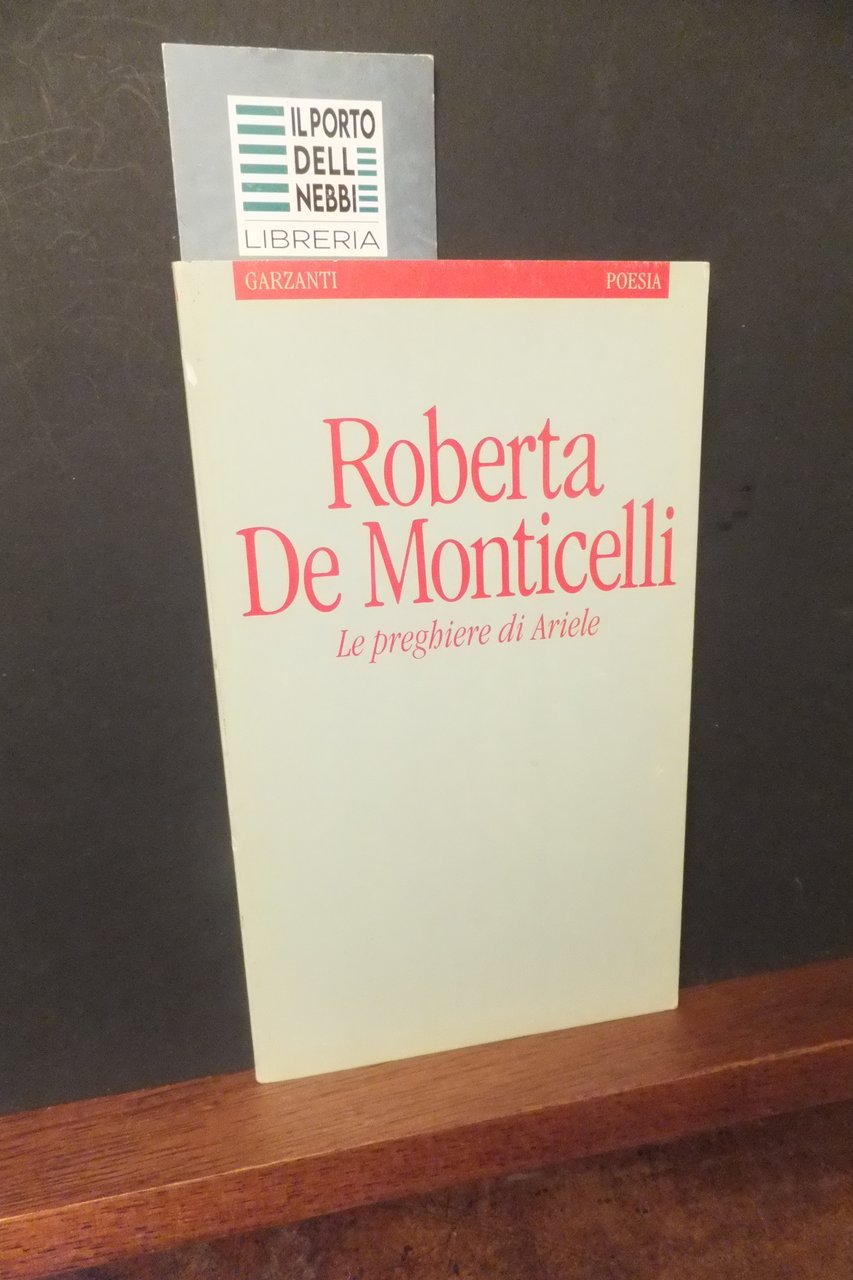 IL PORTO
DELL
NEBBI
LIBRERIA
GARZANTI POESIA
Roberta
De Monticelli
Le preghiere di Ariele